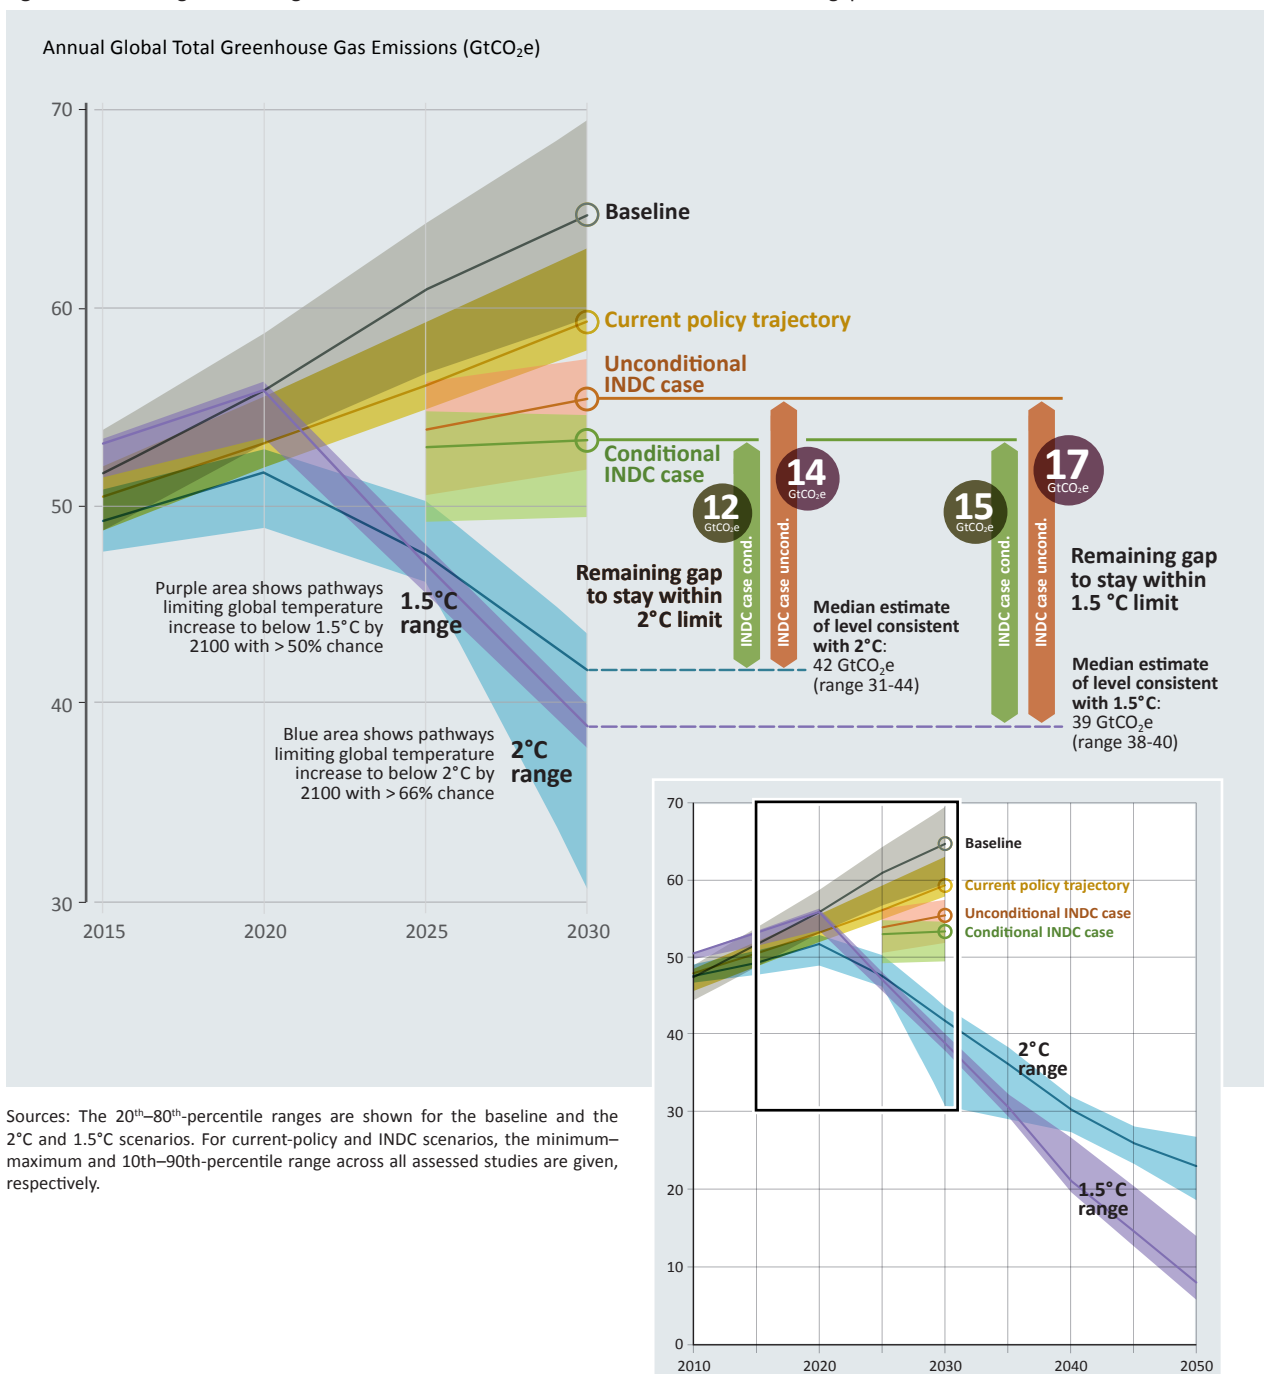 Annual Global Total Greenhouse Gas Emissions (GtCO₂e)
70
60
50
40
30
2015
2020
2025
2030
Baseline
Current policy trajectory
Unconditional
INDC case
Conditional
INDC case
12
GtCO₂e
14
GtCO₂e
15
GtCO₂e
17
GtCO₂e
INDC case cond.
INDC case uncond.
INDC case cond.
INDC case uncond.
Remaining gap
to stay within
2°C limit
Remaining gap
to stay within
1.5 °C limit
Median estimate
of level consistent
with 2°C:
42 GtCO₂e
(range 31-44)
Median estimate
of level consistent
with 1.5°C:
39 GtCO₂e
(range 38-40)
Purple area shows pathways
limiting global temperature
increase to below 1.5°C by
2100 with > 50% chance
1.5°C
range
Blue area shows pathways
limiting global temperature
increase to below 2°C by
2100 with > 66% chance
2°C
range
70
60
50
40
30
20
10
0
2010
2020
2030
2040
2050
Baseline
Current policy trajectory
Unconditional INDC case
Conditional INDC case
2°C
range
1.5°C
range
Sources: The 20th–80th-percentile ranges are shown for the baseline and the
2°C and 1.5°C scenarios. For current-policy and INDC scenarios, the minimum–
maximum and 10th–90th-percentile range across all assessed studies are given,
respectively.